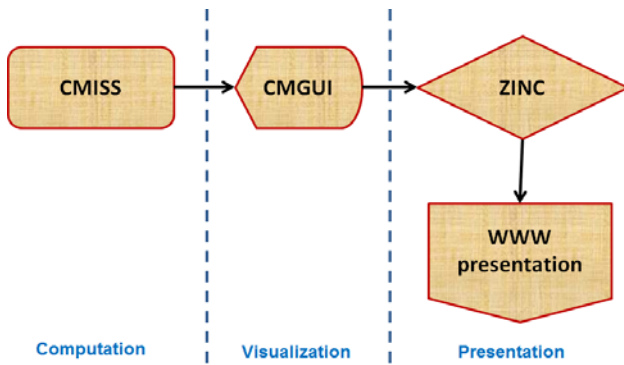 CMISS
CMGUI
ZINC
WWW
presentation
Computation
Visualization
Presentation